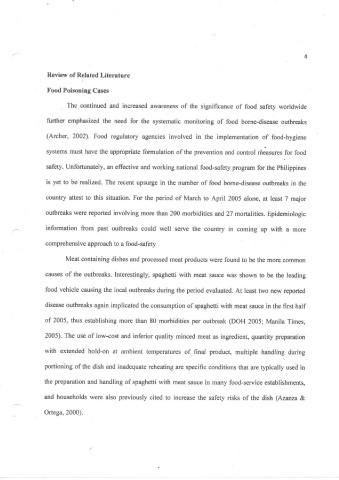 4
Review of Related Literature
Food Poisoning Cases
The continued and increased awareness of the significance of food safety worldwide
further emphasized the need for the systematic monitoring of food borne-disease outbreaks
(Archer, 2002). Food regulatory agencies involved in the implementation of food-hygiene
systems must have the appropriate formulation of the prevention and control measures for food
safety. Unfortunately, an effective and working national food-safety program for the Philippines
is yet to be realized. The recent upsurge in the number of food borne-disease outbreaks in the
country attest to this situation. For the period of March to April 2005 alone, at least 7 major
outbreaks were reported involving more than 200 morbidities and 27 mortalities. Epidemiologic
information from past outbreaks could well serve the country in coming up with a more
comprehensive approach to a food-safety
Meat containing dishes and processed meat products were found to be the more common
causes of the outbreaks. Interestingly, spaghetti with meat sauce was shown to be the leading
food vehicle causing the local outbreaks during the period evaluated. At least two new reported
disease outbreaks again implicated the consumption of spaghetti with meat sauce in the first half
of 2005, thus establishing more than 80 morbidities per outbreak (DOH 2005; Manila Times,
2005). The use of low-cost and inferior quality minced meat as ingredient, quantity preparation
with extended hold-on at ambient temperatures of final product, multiple handling during
portioning of the dish and inadequate reheating are specific conditions that are typically used in
the preparation and handling of spaghetti with meat sauce in many food-service establishments,
and households were also previously cited to increase the safety risks of the dish (Azanza &
Ortega, 2000).